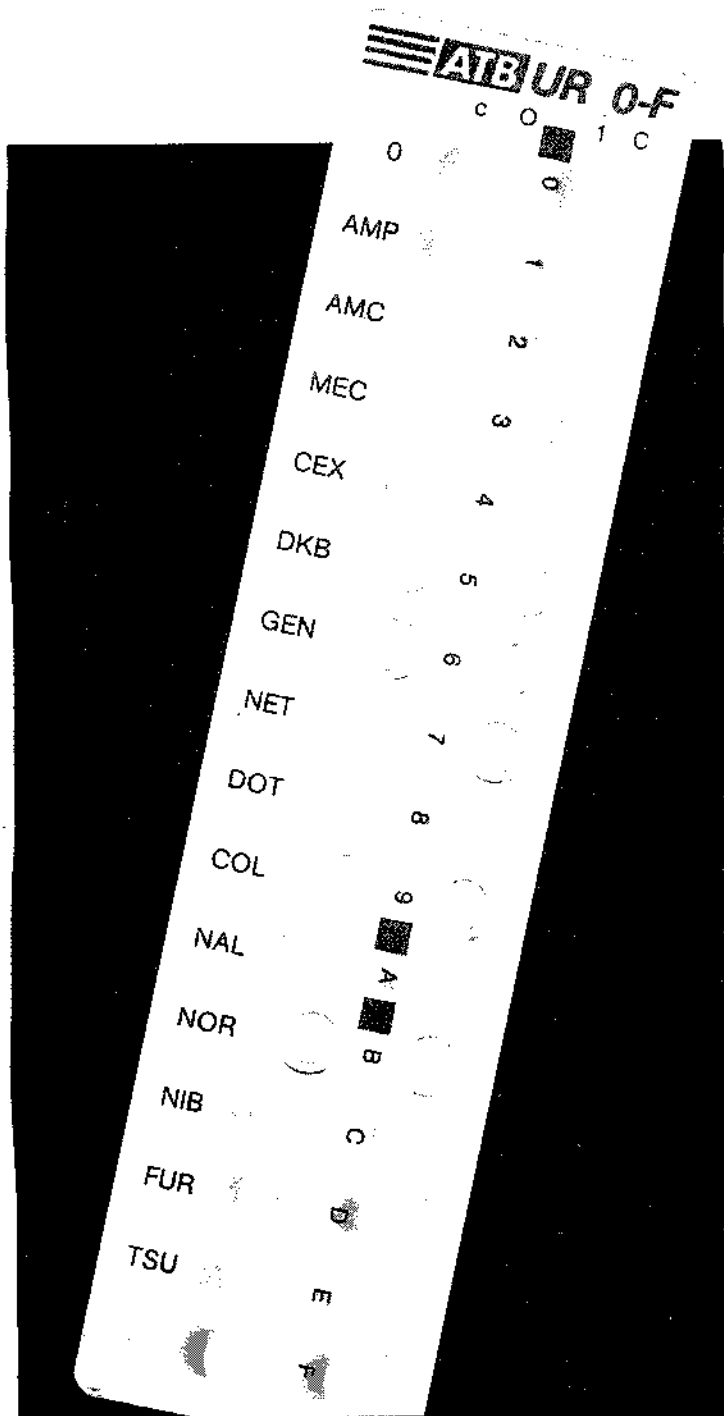 ATB UR 0-F
c O 1 C
0 0
AMP 1
AMC 2
MEC 3
CEX 4
DKB 5
GEN 6
NET 7
DOT 8
COL 9
NAL A
NOR B
NIB C
FUR D
TSU E
F